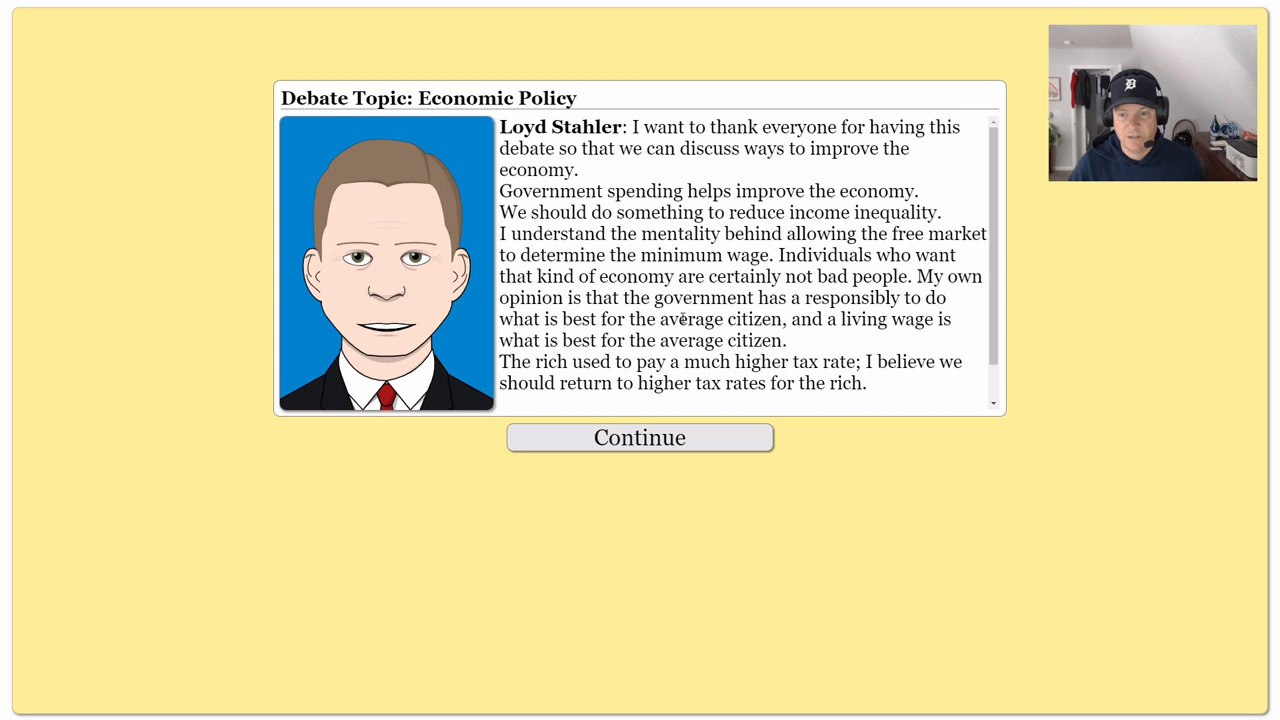 Debate Topic: Economic Policy
Loyd Stahler: I want to thank everyone for having this
debate so that we can discuss ways to improve the
economy.
Government spending helps improve the economy.
We should do something to reduce income inequality.
I understand the mentality behind allowing the free market
to determine the minimum wage. Individuals who want
that kind of economy are certainly not bad people. My own
opinion is that the government has a responsibly to do
what is best for the average citizen, and a living wage is
what is best for the average citizen.
The rich used to pay a much higher tax rate; I believe we
should return to higher tax rates for the rich.
Continue